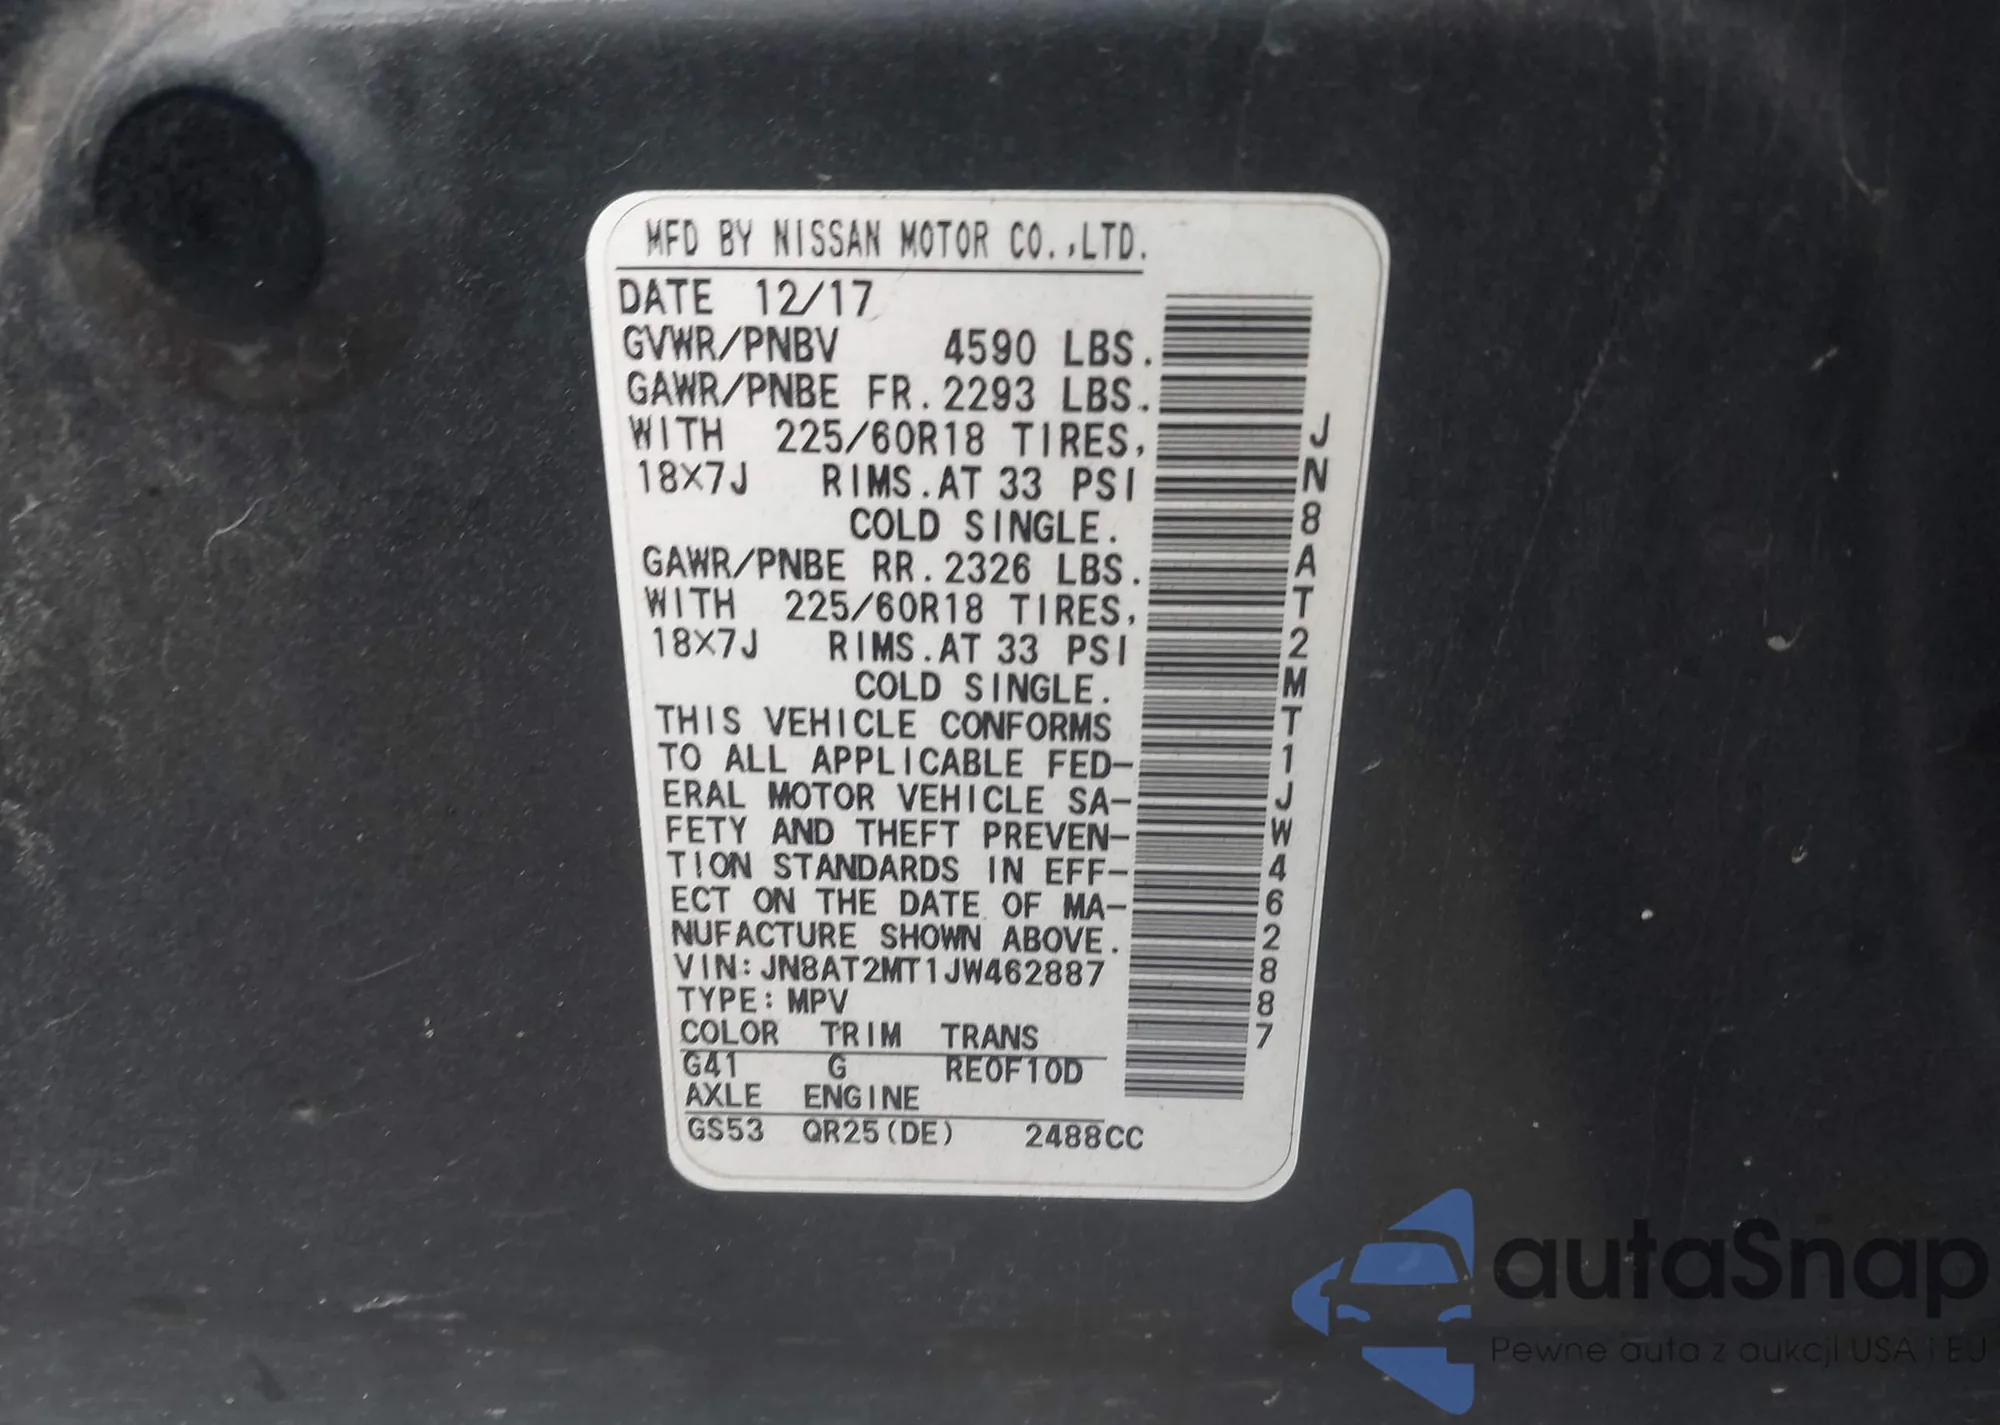 MFD BY NISSAN MOTOR CO.,LTD.
DATE 12/17
GVWR/PNBV 4590 LBS.
GAWR/PNBE FR.2293 LBS.
WITH 225/60R18 TIRES,
18X7J RIMS.AT 33 PSI
COLD SINGLE.
GAWR/PNBE RR.2326 LBS.
WITH 225/60R18 TIRES,
18X7J RIMS.AT 33 PSI
COLD SINGLE.
THIS VEHICLE CONFORMS
TO ALL APPLICABLE FED-
ERAL MOTOR VEHICLE SA-
FETY AND THEFT PREVEN-
TION STANDARDS IN EFF-
ECT ON THE DATE OF MA-
NUFACTURE SHOWN ABOVE.
VIN:JN8AT2MT1JW462887
TYPE:MPV
COLOR TRIM TRANS
G41 G RE0F10D
AXLE ENGINE
GS53 QR25(DE) 2488CC
JN8AT2MT1JW462887
autaSnap
Pewne auta z aukcji USA i EU